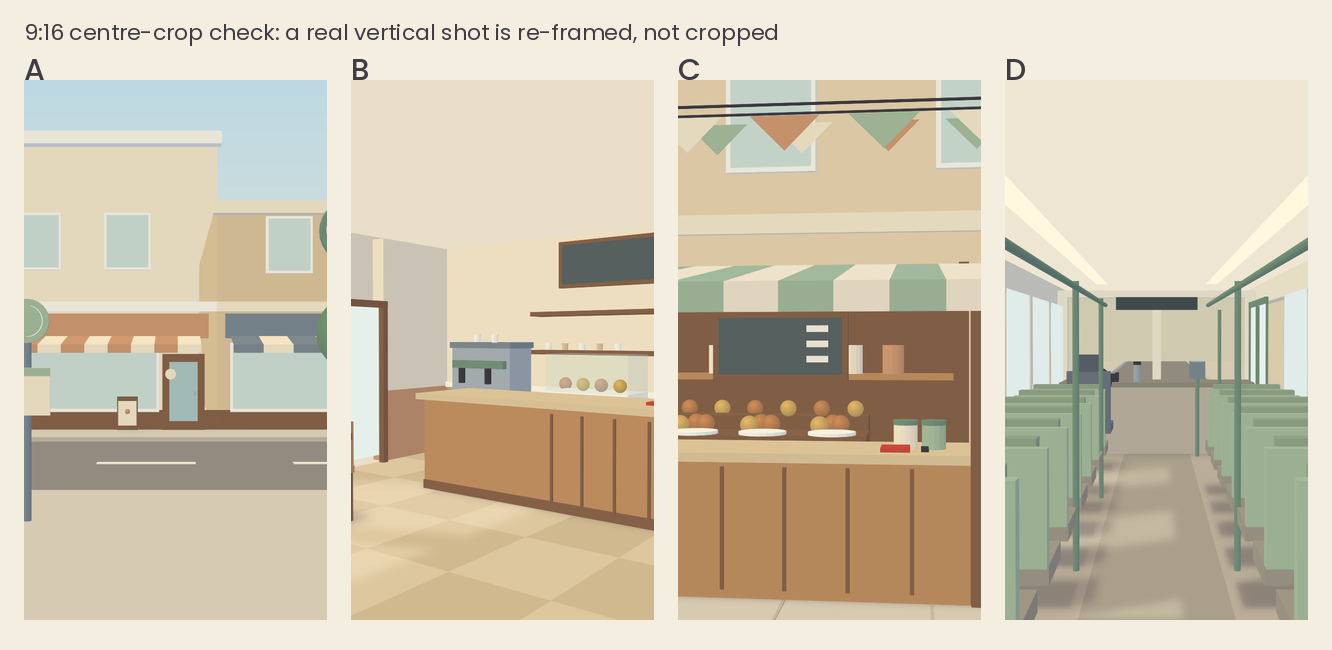 9:16 centre-crop check: a real vertical shot is re-framed, not cropped
A
B
C
D